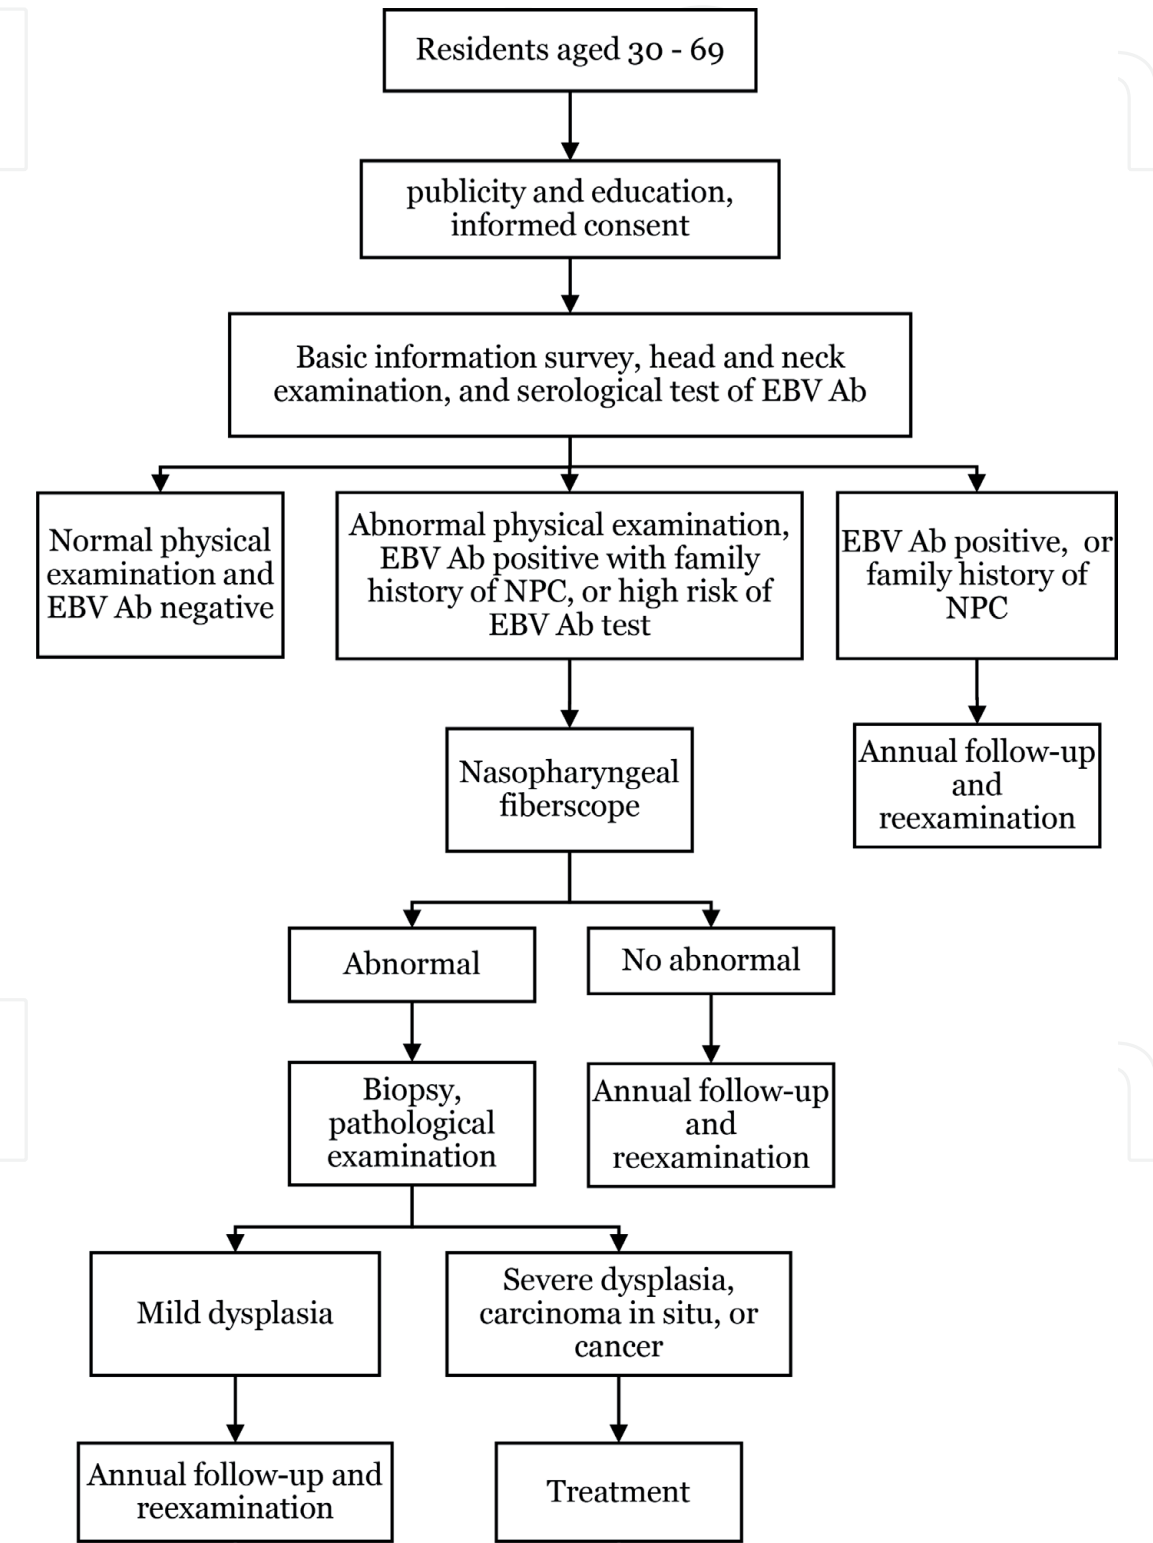 Residents aged 30 - 69
publicity and education,
informed consent
Basic information survey, head and neck
examination, and serological test of EBV Ab
Normal physical
examination and
EBV Ab negative
Abnormal physical examination,
EBV Ab positive with family
history of NPC, or high risk of
EBV Ab test
EBV Ab positive, or
family history of
NPC
Nasopharyngeal
fiberscope
Annual follow-up
and
reexamination
Abnormal
No abnormal
Biopsy,
pathological
examination
Annual follow-up
and
reexamination
Mild dysplasia
Severe dysplasia,
carcinoma in situ, or
cancer
Annual follow-up and
reexamination
Treatment